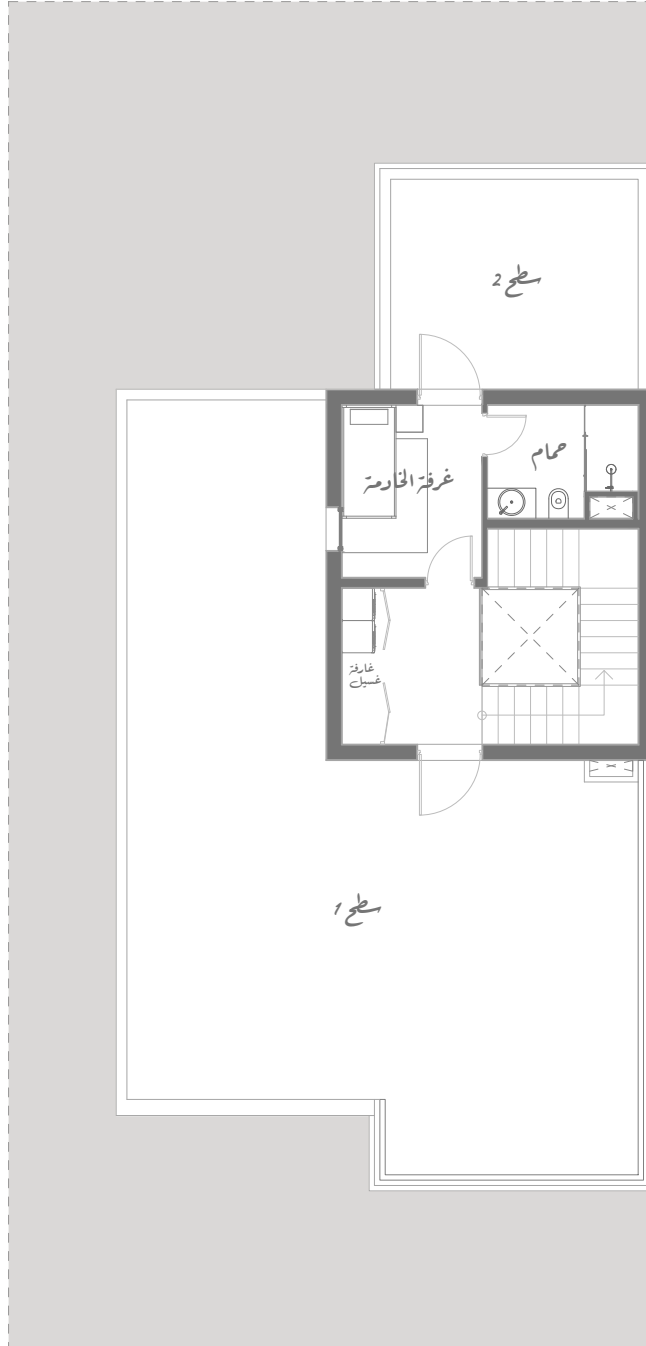 سطح 2
حمام
غرفة الخادمة
غارفة
غسيل
سطح 1